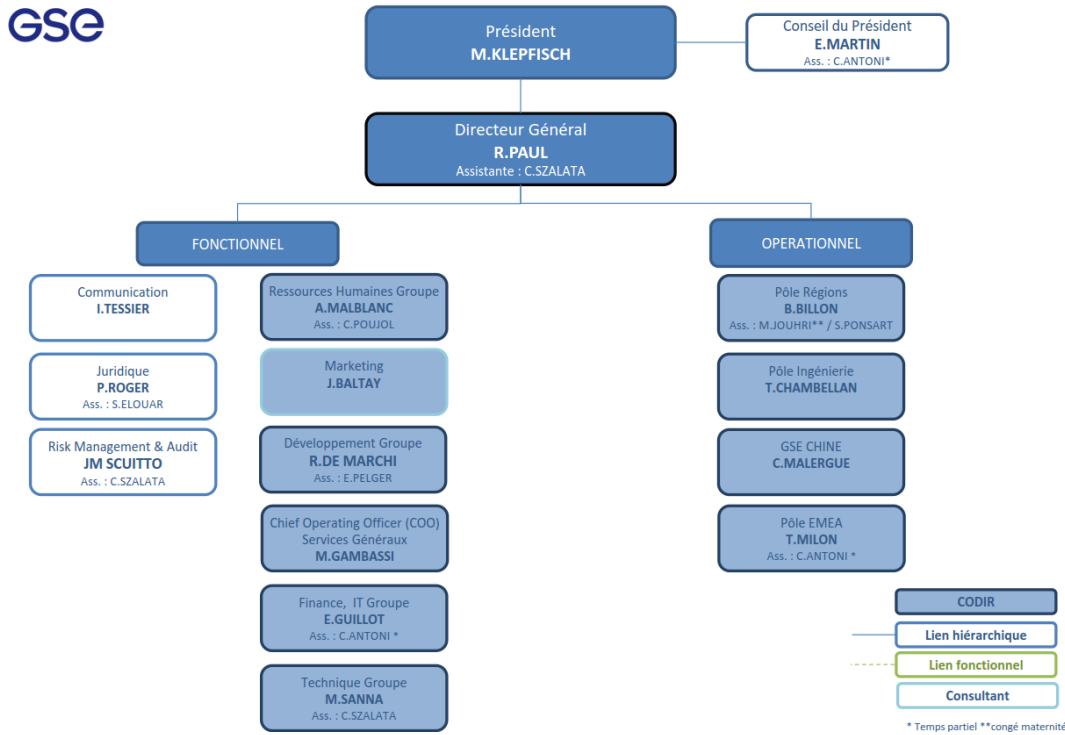 GSE
Président
M.KLEPFISCH
Conseil du Président
E.MARTIN
Ass. : C.ANTONI*
Directeur Général
R.PAUL
Assistante : C.SZALATA
FONCTIONNEL
OPERATIONNEL
Communication
I.TESSIER
Juridique
P.ROGER
Ass. : S.ELOUAR
Risk Management & Audit
JM SCUITTO
Ass. : C.SZALATA
Ressources Humaines Groupe
A.MALBLANC
Ass. : C.POUJOL
Marketing
J.BALTAY
Développement Groupe
R.DE MARCHI
Ass. : E.PELGER
Chief Operating Officer (COO)
Services Généraux
M.GAMBASSI
Finance, IT Groupe
E.GUILLOT
Ass. : C.ANTONI *
Technique Groupe
M.SANNA
Ass. : C.SZALATA
Pôle Régions
B.BILLON
Ass. : M.JOUHRI** / S.PONSART
Pôle Ingénierie
T.CHAMBELLAN
GSE CHINE
C.MALERGUE
Pôle EMEA
T.MILON
Ass. : C.ANTONI *
CODIR
Lien hiérarchique
Lien fonctionnel
Consultant
* Temps partiel **congé maternité